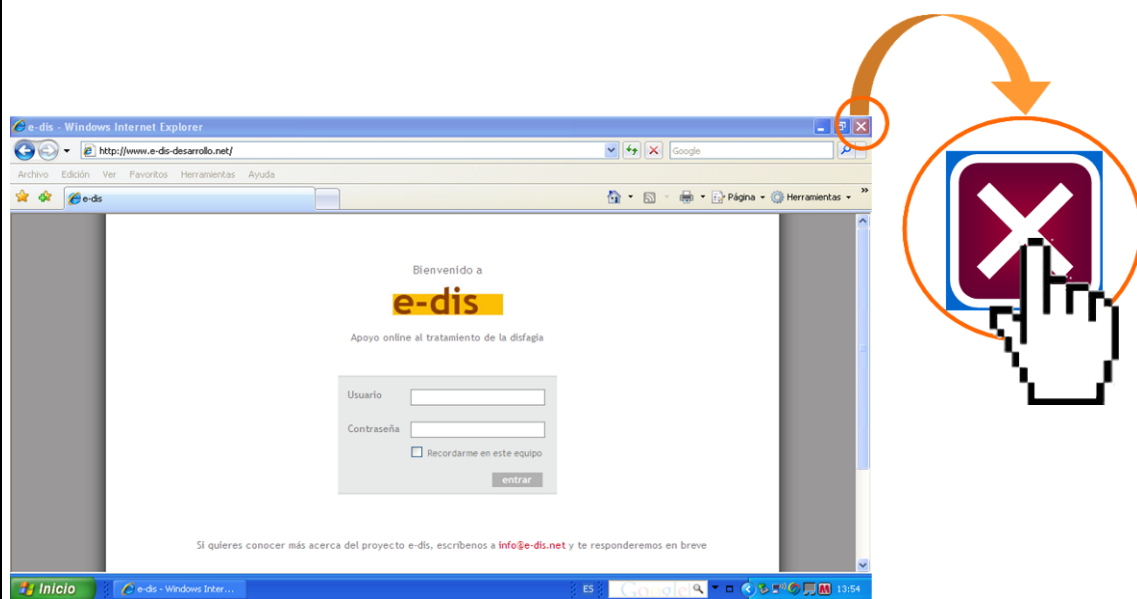 e-dis - Windows Internet Explorer
http://www.e-dis-desarrollo.net/
Google
Archivo Edición Ver Favoritos Herramientas Ayuda
e-dis
Página
Herramientas
»
Bienvenido a
e-dis
Apoyo online al tratamiento de la disfagia
Usuario
Contraseña
Recordarme en este equipo
entrar
Si quieres conocer más acerca del proyecto e-dis, escríbenos a info@e-dis.net y te responderemos en breve
Inicio
e-dis - Windows Inter...
ES
Google
13:54